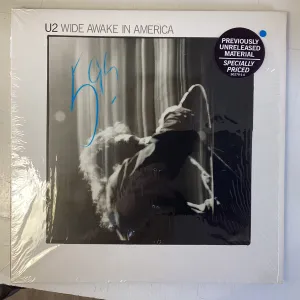 U2 WIDE AWAKE IN AMERICA
PREVIOUSLY
UNRELEASED
MATERIAL
SPECIALLY
PRICED